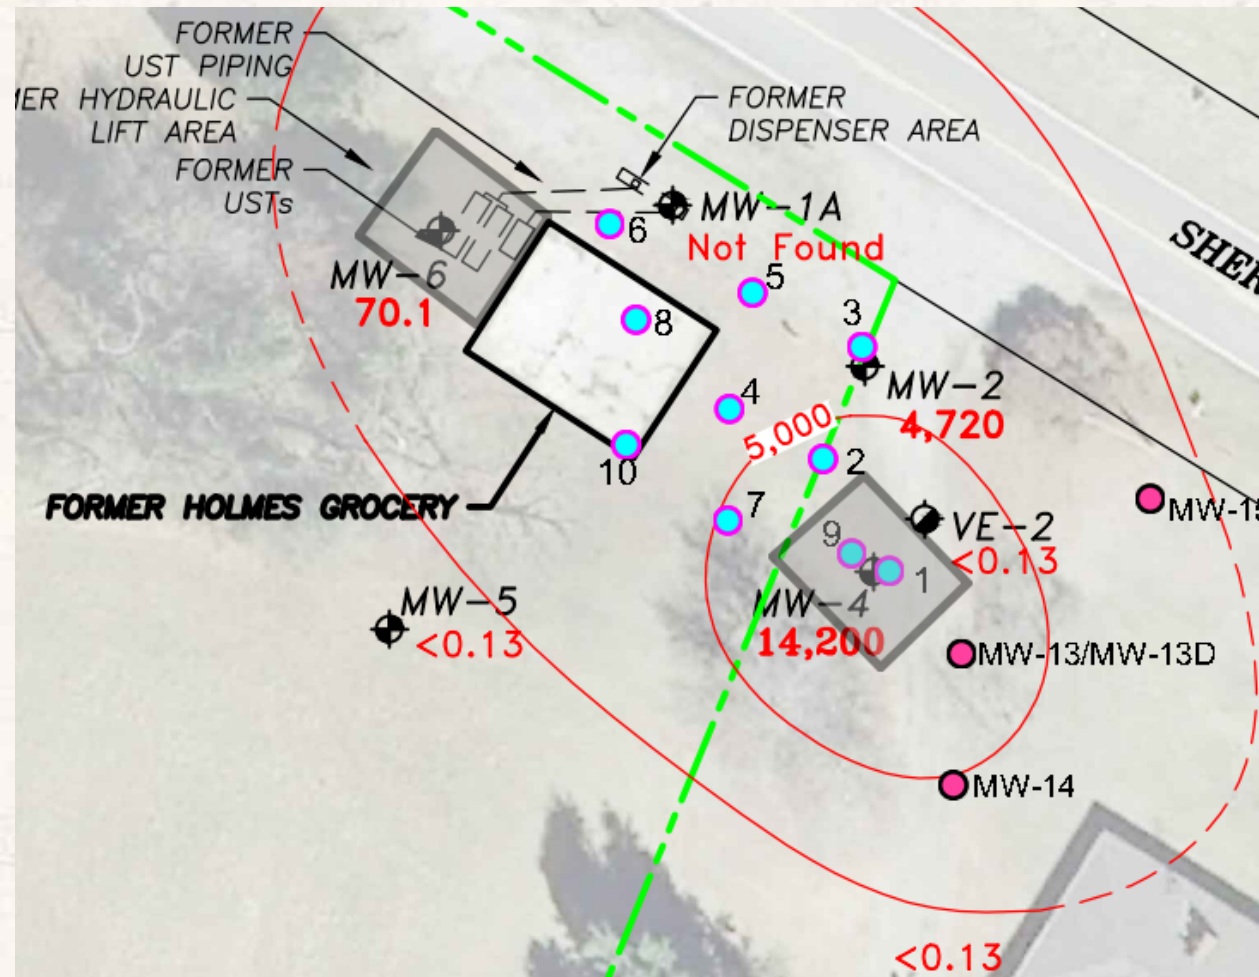 FORMER
UST PIPING
ER HYDRAULIC
LIFT AREA
FORMER
USTs
FORMER
DISPENSER AREA
MW-1A
Not Found
6
5
MW-6
70.1
8
3
MW-2
4,720
4
5,000
10
2
FORMER HOLMES GROCERY
7
9
1
VE-2
<0.13
MW-4
14,200
MW-5
<0.13
MW-13/MW-13D
MW-14
<0.13